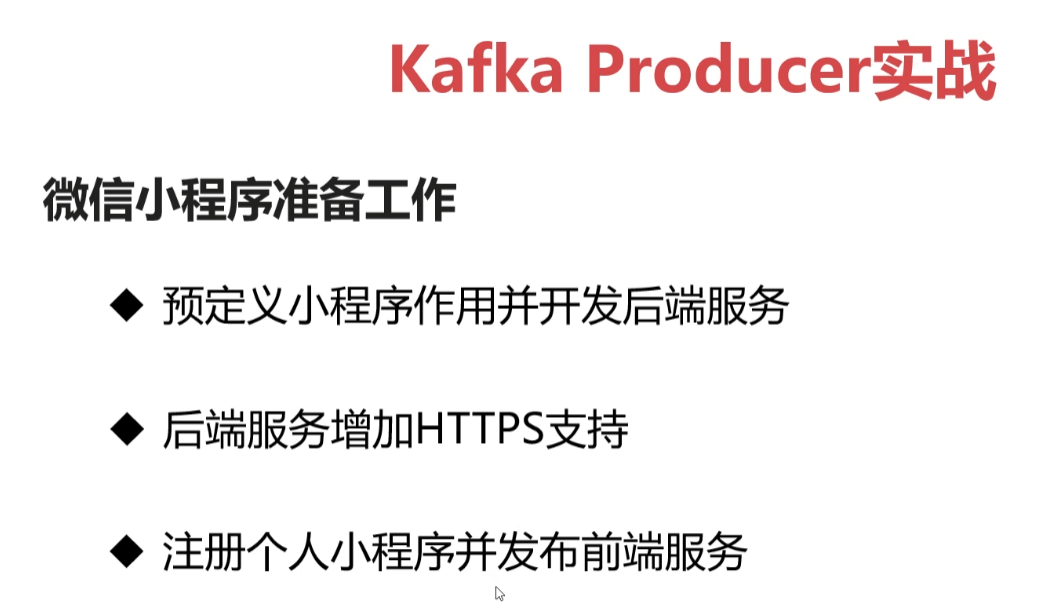 Kafka Producer实战
微信小程序准备工作
◆ 预定义小程序作用并开发后端服务
◆ 后端服务增加HTTPS支持
◆ 注册个人小程序并发布前端服务